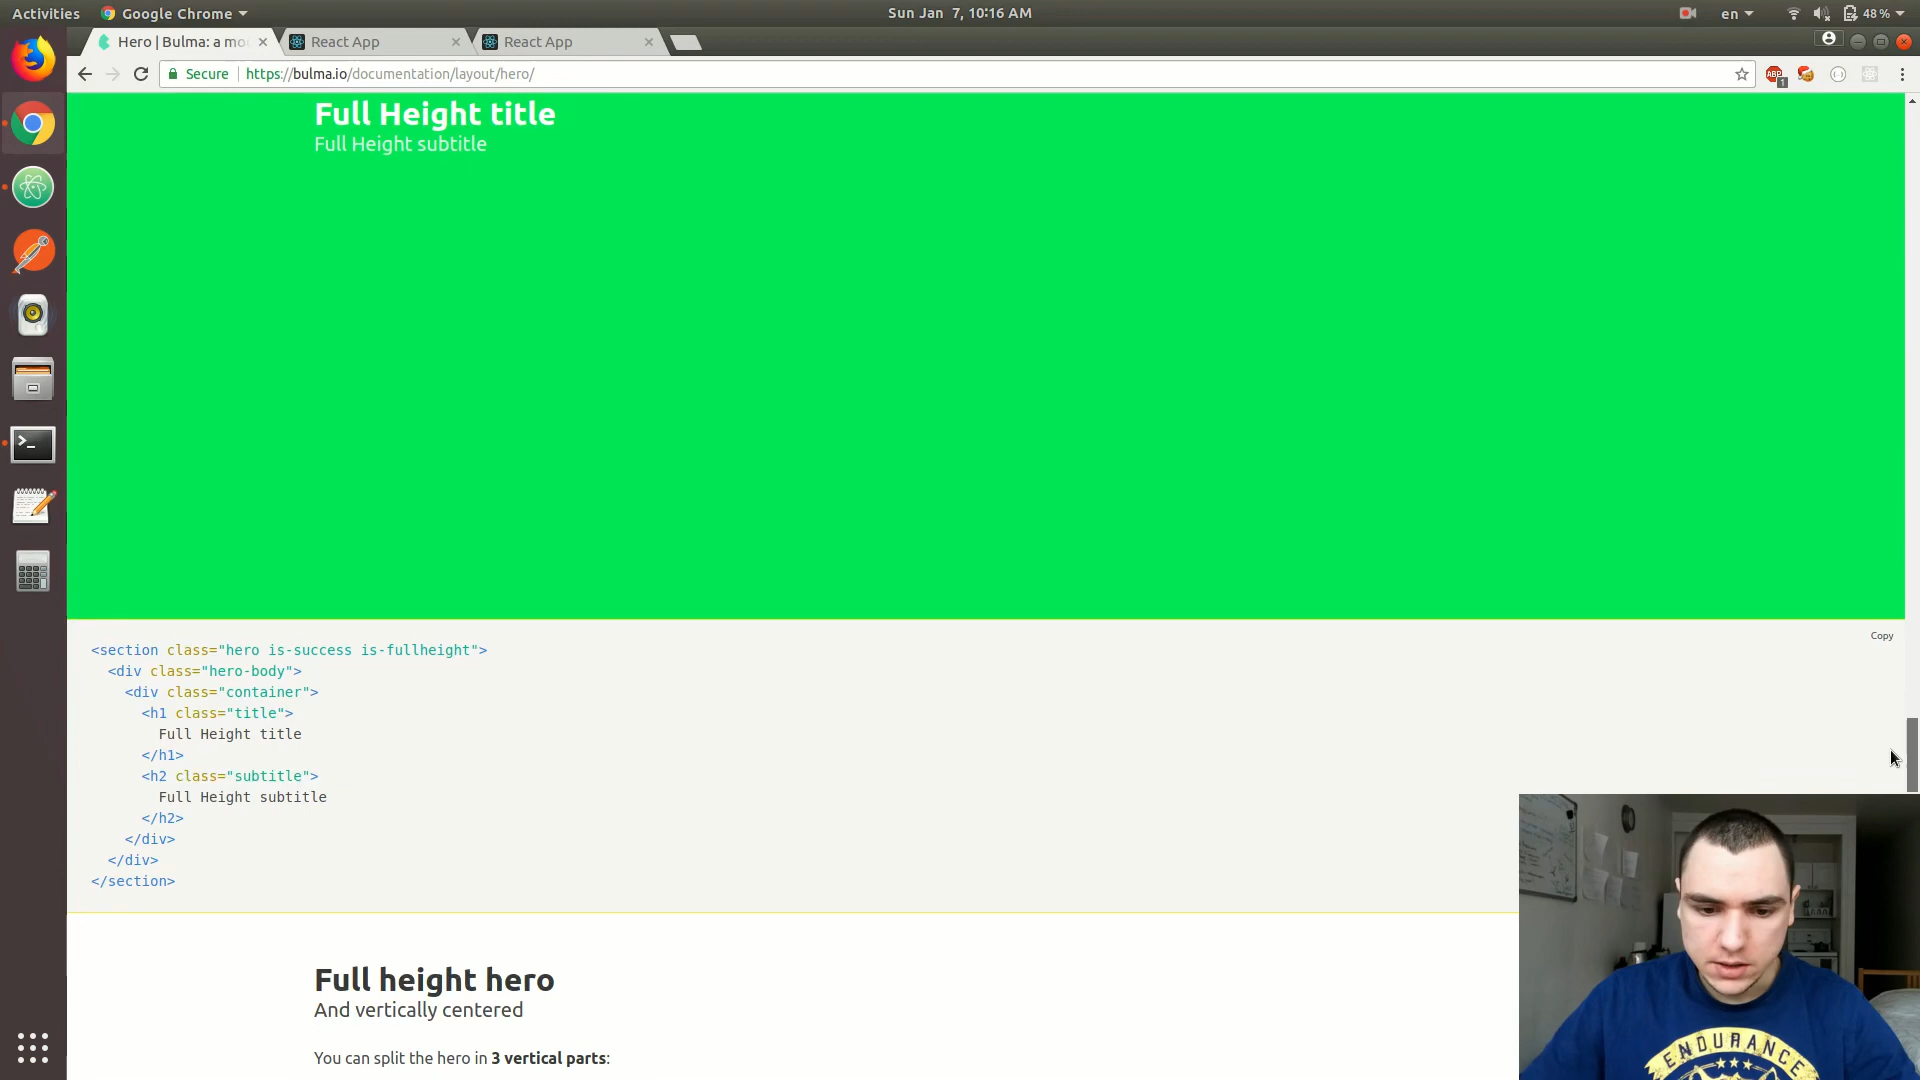 Activities
Google Chrome
Sun Jan 7, 10:16 AM
en
48 %
Hero | Bulma: a mo
React App
React App
Secure
https://bulma.io/documentation/layout/hero/
ABP
1
Full Height title
Full Height subtitle
Copy
<section class="hero is-success is-fullheight">
<div class="hero-body">
<div class="container">
<h1 class="title">
Full Height title
</h1>
<h2 class="subtitle">
Full Height subtitle
</h2>
</div>
</div>
</section>
Full height hero
And vertically centered
You can split the hero in 3 vertical parts:
ENDURANCE